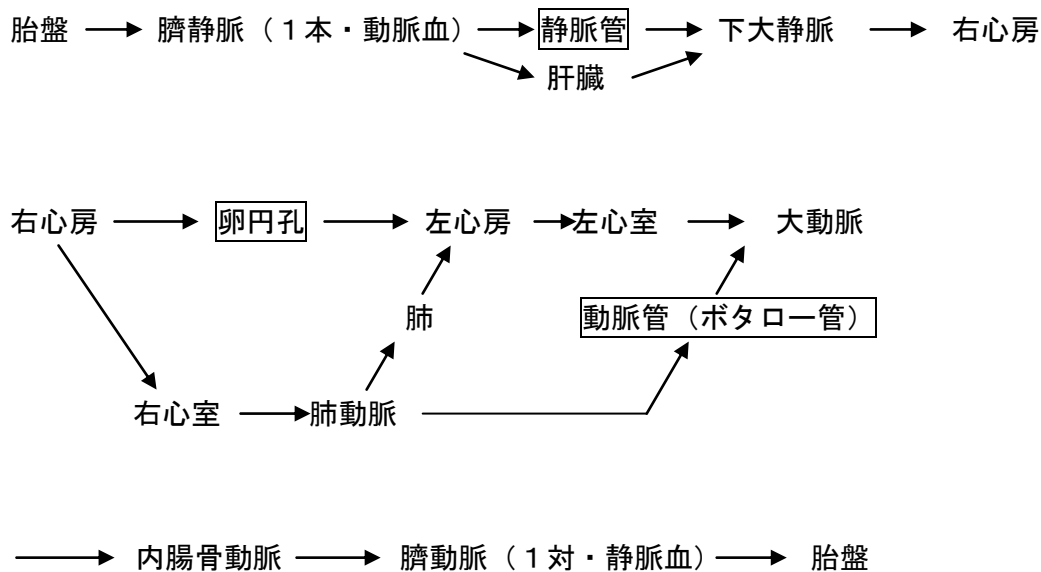 胎盤 臍静脈（１本・動脈血） 静脈管 下大静脈 右心房
肝臓
右心房 卵円孔 左心房 左心室 大動脈
肺 動脈管（ボタロー管）
右心室 肺動脈
内腸骨動脈 臍動脈（１対・静脈血） 胎盤